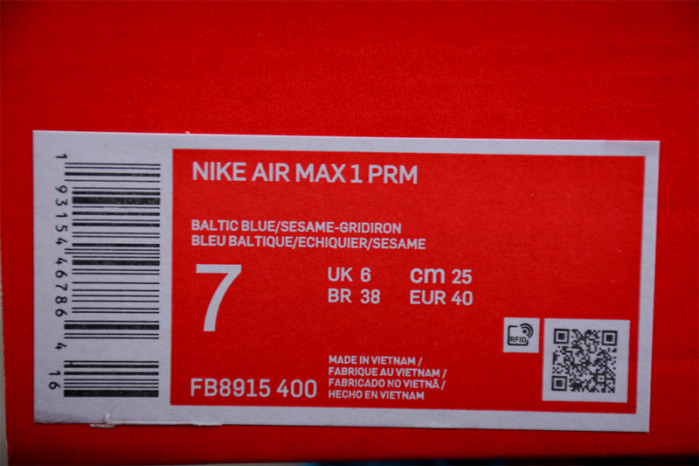 NIKE AIR MAX 1 PRM
BALTIC BLUE/SESAME-GRIDIRON
BLEU BALTIQUE/ECHIQUIER/SESAME
7
UK 6 cm 25
BR 38 EUR 40
RFID
MADE IN VIETNAM /
FABRIQUE AU VIETNAM /
FABRICADO NO VIETNÃ /
HECHO EN VIETNAM
FB8915 400
1 93154 46786 4 16